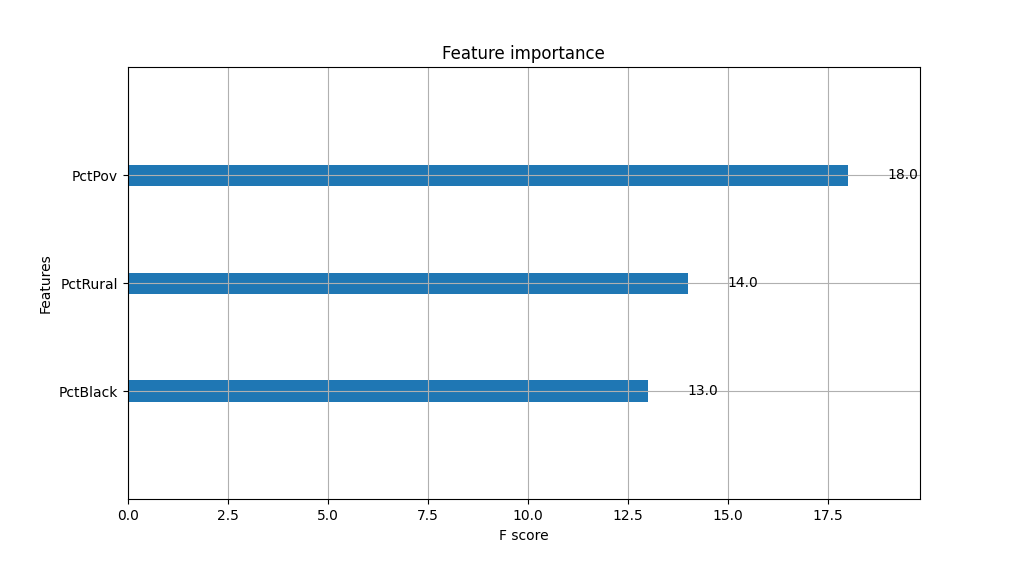 Feature importance
PctPov
18.0
PctRural
14.0
PctBlack
13.0
Features
0.0 2.5 5.0 7.5 10.0 12.5 15.0 17.5
F score